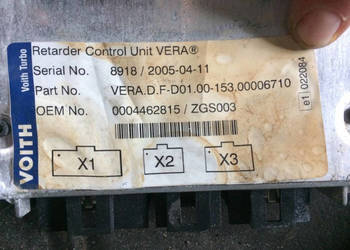 Retarder Control Unit VERA®
Serial No. 8918 / 2005-04-11
Part No. VERA.D.F-D01.00-153.00006710
OEM No. 0004462815 / ZGS003
X1
X2
X3
VOITH
Voith Turbo
e1 022084